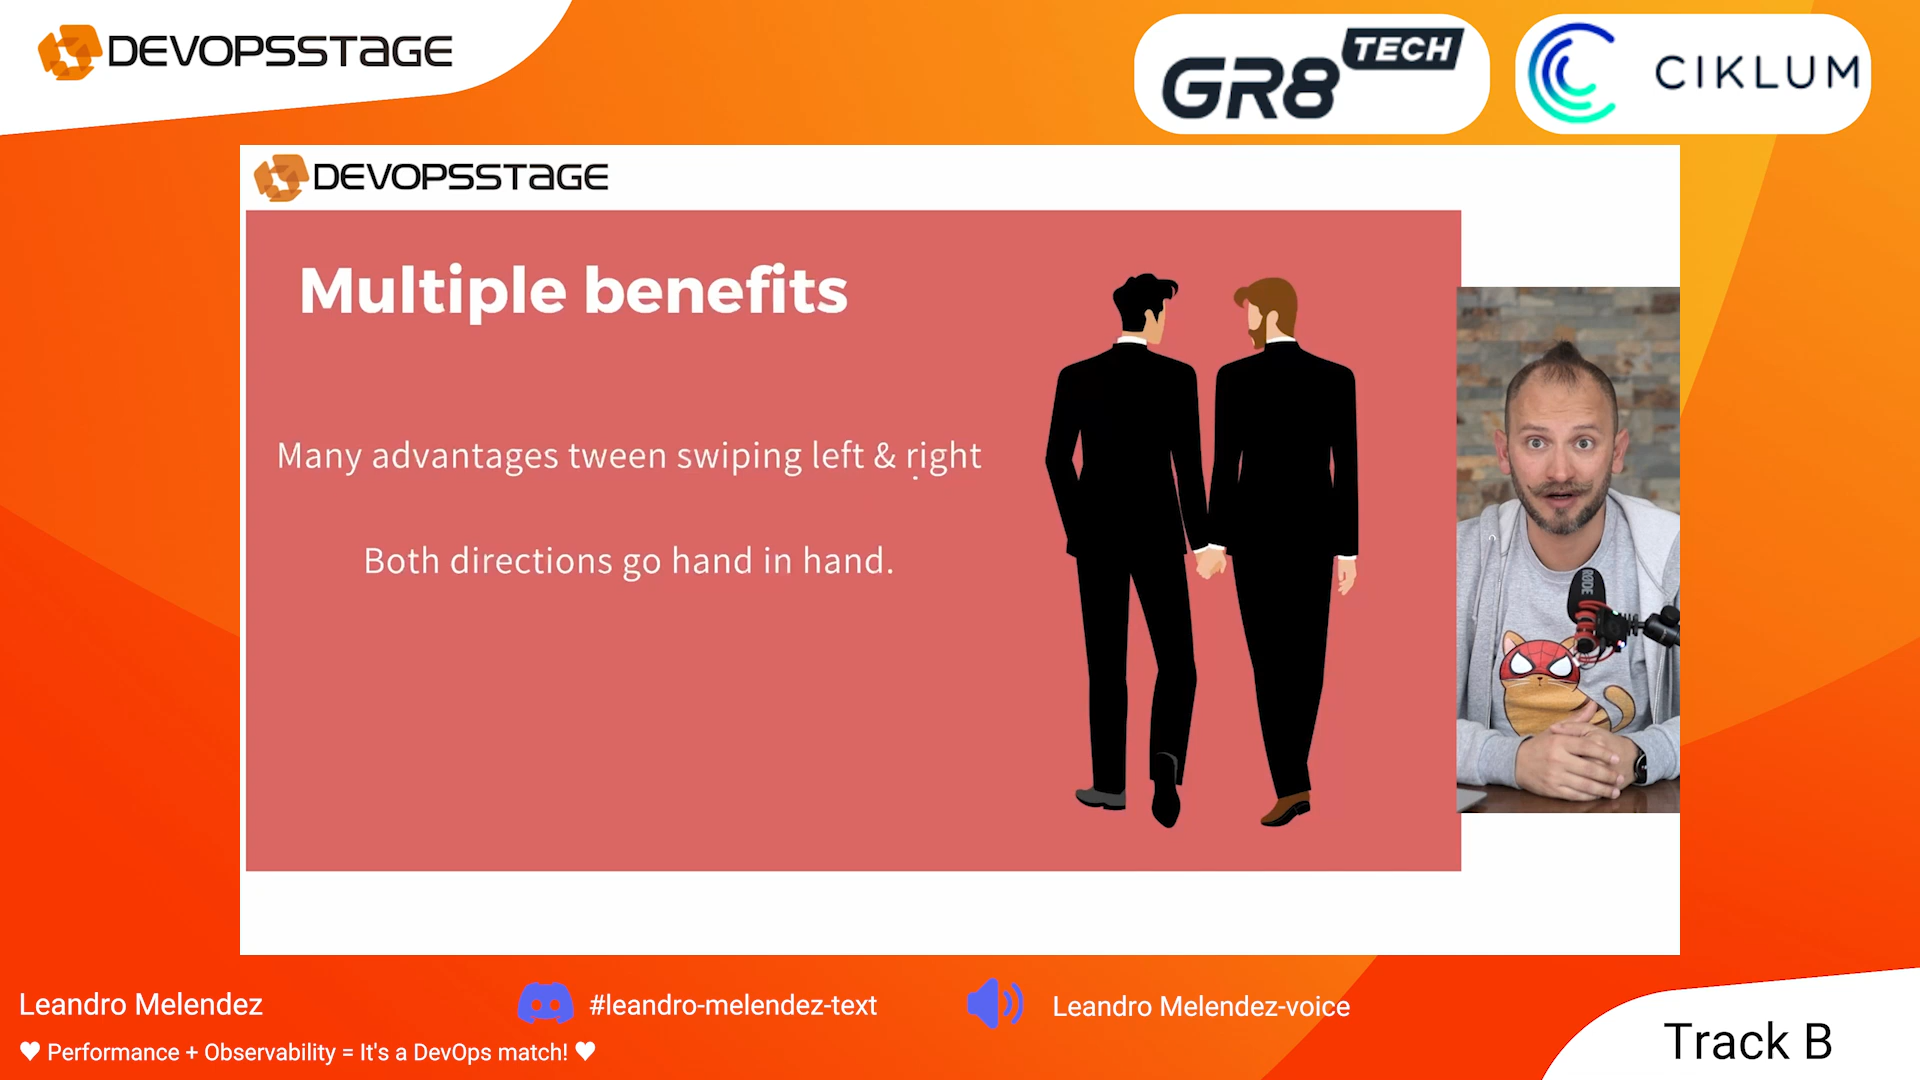 DEVOPSSTAGE
GR8 TECH
CIKLUM
DEVOPSSTAGE
Multiple benefits
Many advantages tween swiping left & right
Both directions go hand in hand.
RØDE
Leandro Melendez
#leandro-melendez-text
Leandro Melendez-voice
♥ Performance + Observability = It's a DevOps match! ♥
Track B